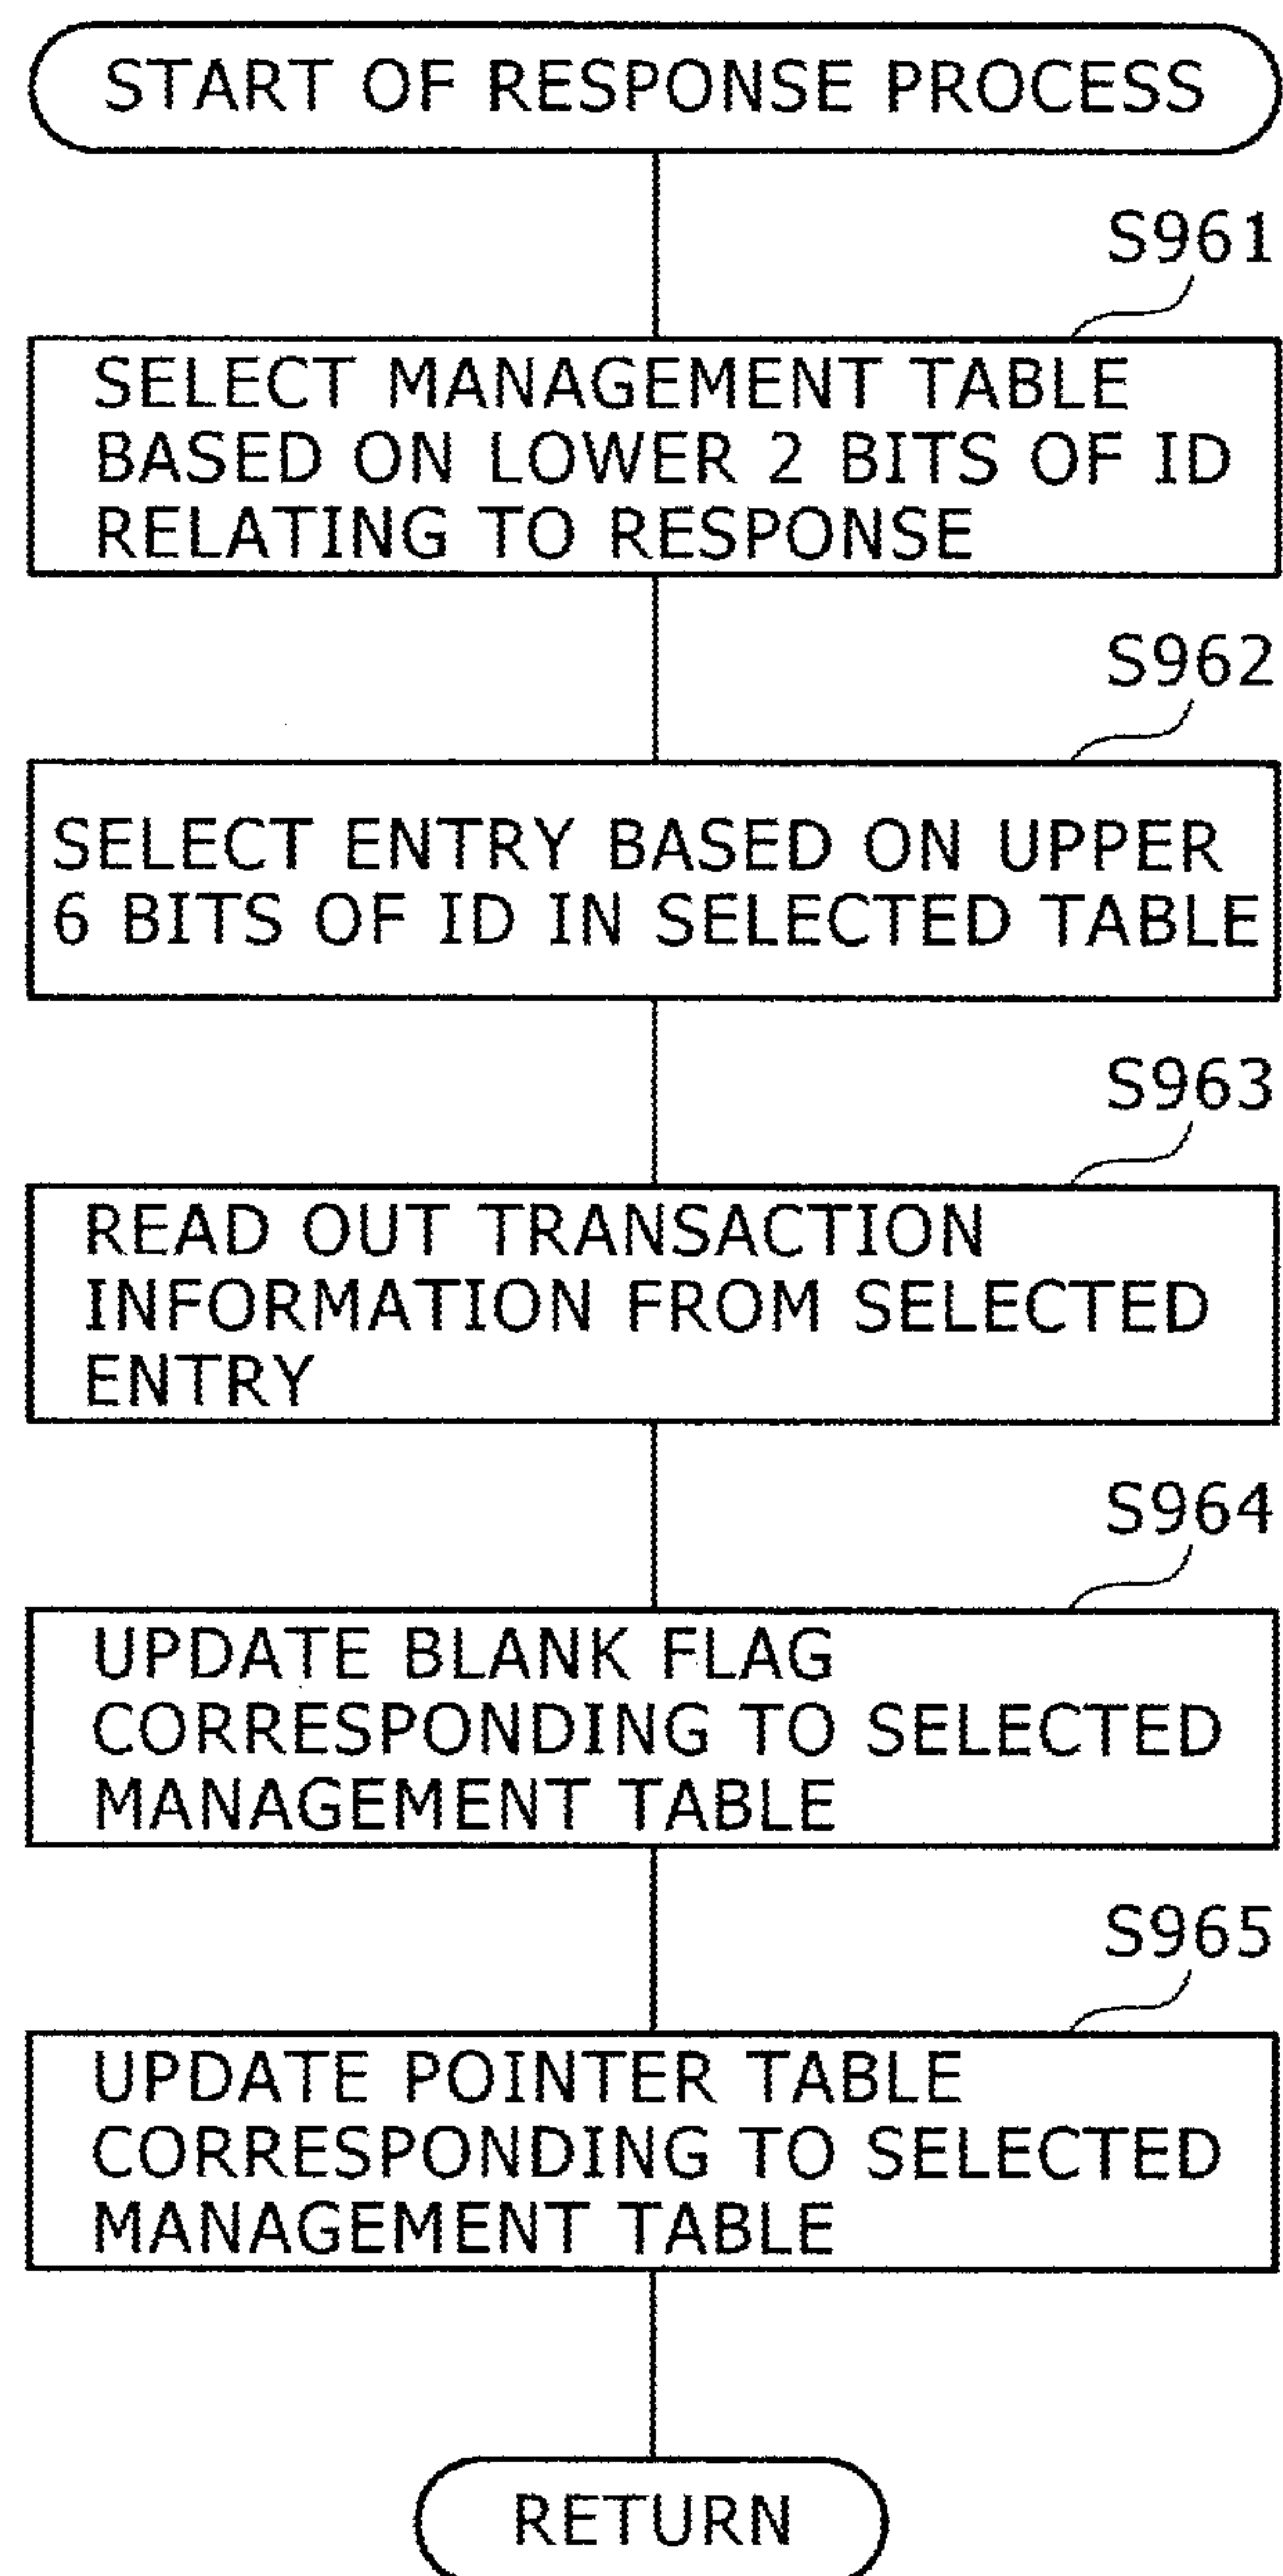 START OF RESPONSE PROCESS
S961
SELECT MANAGEMENT TABLE
BASED ON LOWER 2 BITS OF ID
RELATING TO RESPONSE
S962
SELECT ENTRY BASED ON UPPER
6 BITS OF ID IN SELECTED TABLE
S963
READ OUT TRANSACTION
INFORMATION FROM SELECTED
ENTRY
S964
UPDATE BLANK FLAG
CORRESPONDING TO SELECTED
MANAGEMENT TABLE
S965
UPDATE POINTER TABLE
CORRESPONDING TO SELECTED
MANAGEMENT TABLE
RETURN